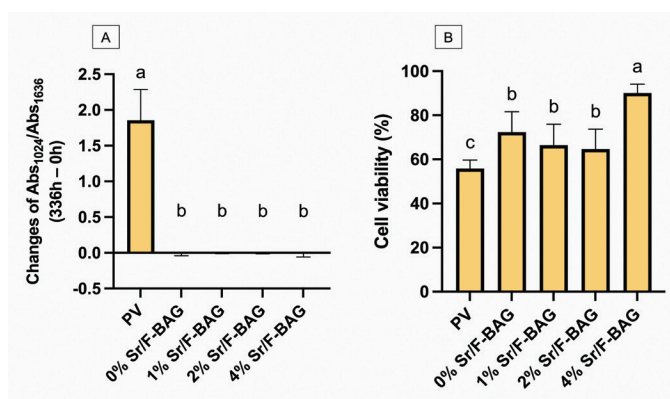 A
Changes of Abs1024/Abs1636
(336h – 0h)
2.5
2.0
1.5
1.0
0.5
0.0
-0.5
a
b
b
b
b
PV
0% Sr/F-BAG
1% Sr/F-BAG
2% Sr/F-BAG
4% Sr/F-BAG
B
Cell viability (%)
100
80
60
40
20
0
c
b
b
b
a
PV
0% Sr/F-BAG
1% Sr/F-BAG
2% Sr/F-BAG
4% Sr/F-BAG